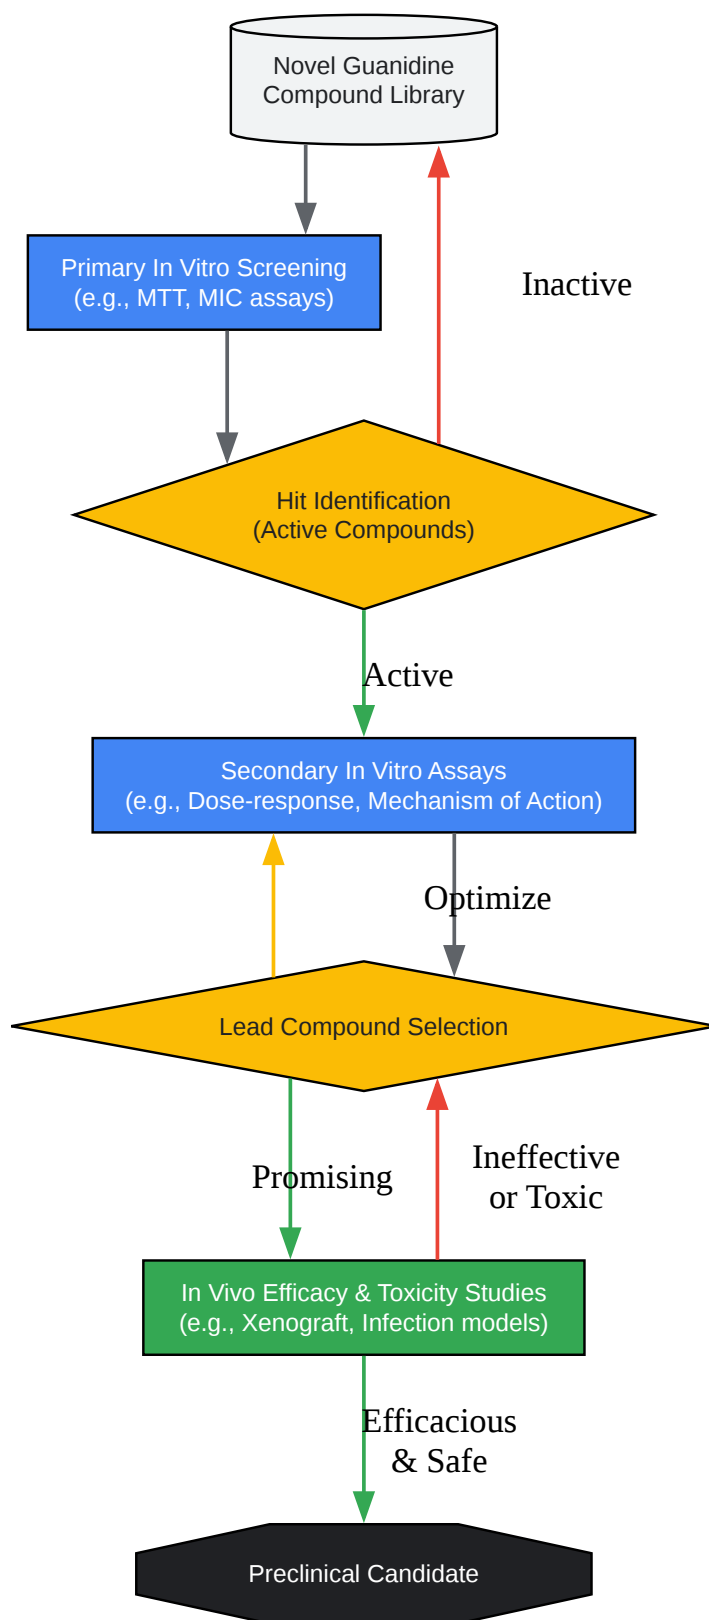 Novel Guanidine
Compound Library
Primary In Vitro Screening
(e.g., MTT, MIC assays)
Inactive
Hit Identification
(Active Compounds)
Active
Secondary In Vitro Assays
(e.g., Dose-response, Mechanism of Action)
Optimize
Lead Compound Selection
Promising
Ineffective
or Toxic
In Vivo Efficacy & Toxicity Studies
(e.g., Xenograft, Infection models)
Efficacious
& Safe
Preclinical Candidate